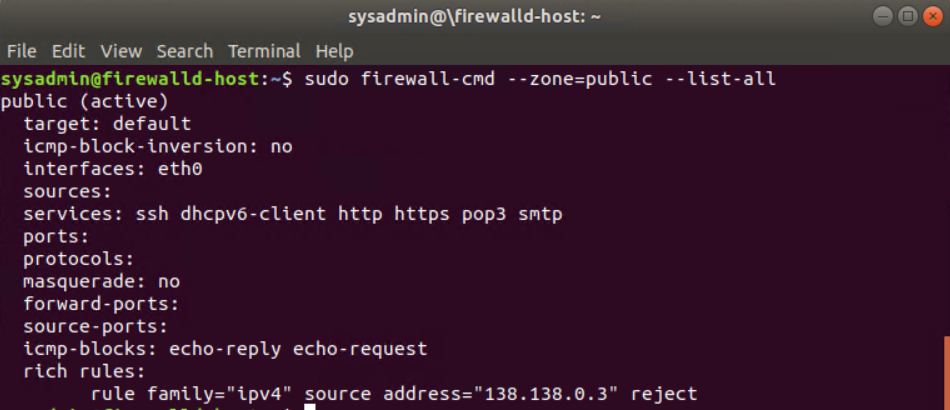 sysadmin@\firewalld-host: ~
File Edit View Search Terminal Help
sysadmin@firewalld-host:~$ sudo firewall-cmd --zone=public --list-all
public (active)
  target: default
  icmp-block-inversion: no
  interfaces: eth0
  sources:
  services: ssh dhcpv6-client http https pop3 smtp
  ports:
  protocols:
  masquerade: no
  forward-ports:
  source-ports:
  icmp-blocks: echo-reply echo-request
  rich rules:
        rule family="ipv4" source address="138.138.0.3" reject